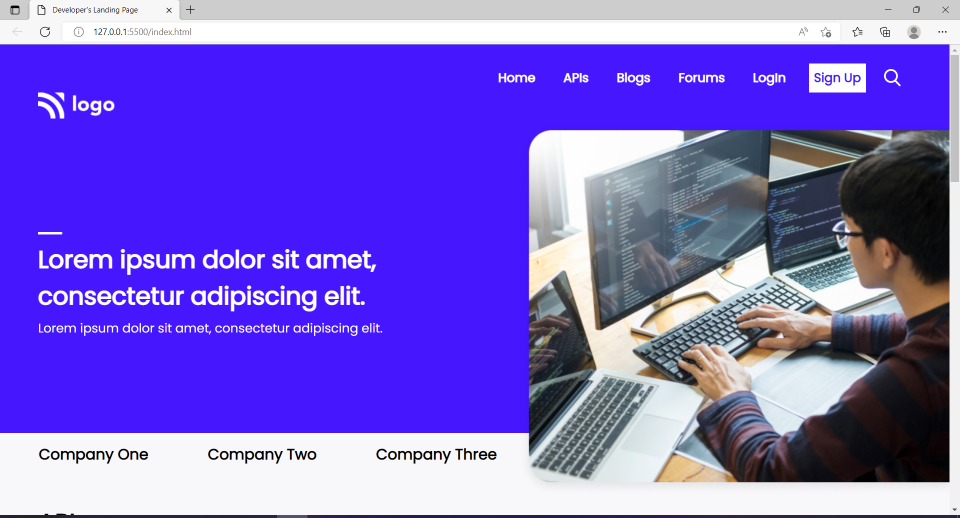 Developer's Landing Page
127.0.0.1:5500/index.html
Home APIs Blogs Forums LogIn Sign Up
logo
Lorem ipsum dolor sit amet,
consectetur adipiscing elit.
Lorem ipsum dolor sit amet, consectetur adipiscing elit.
Company One Company Two Company Three